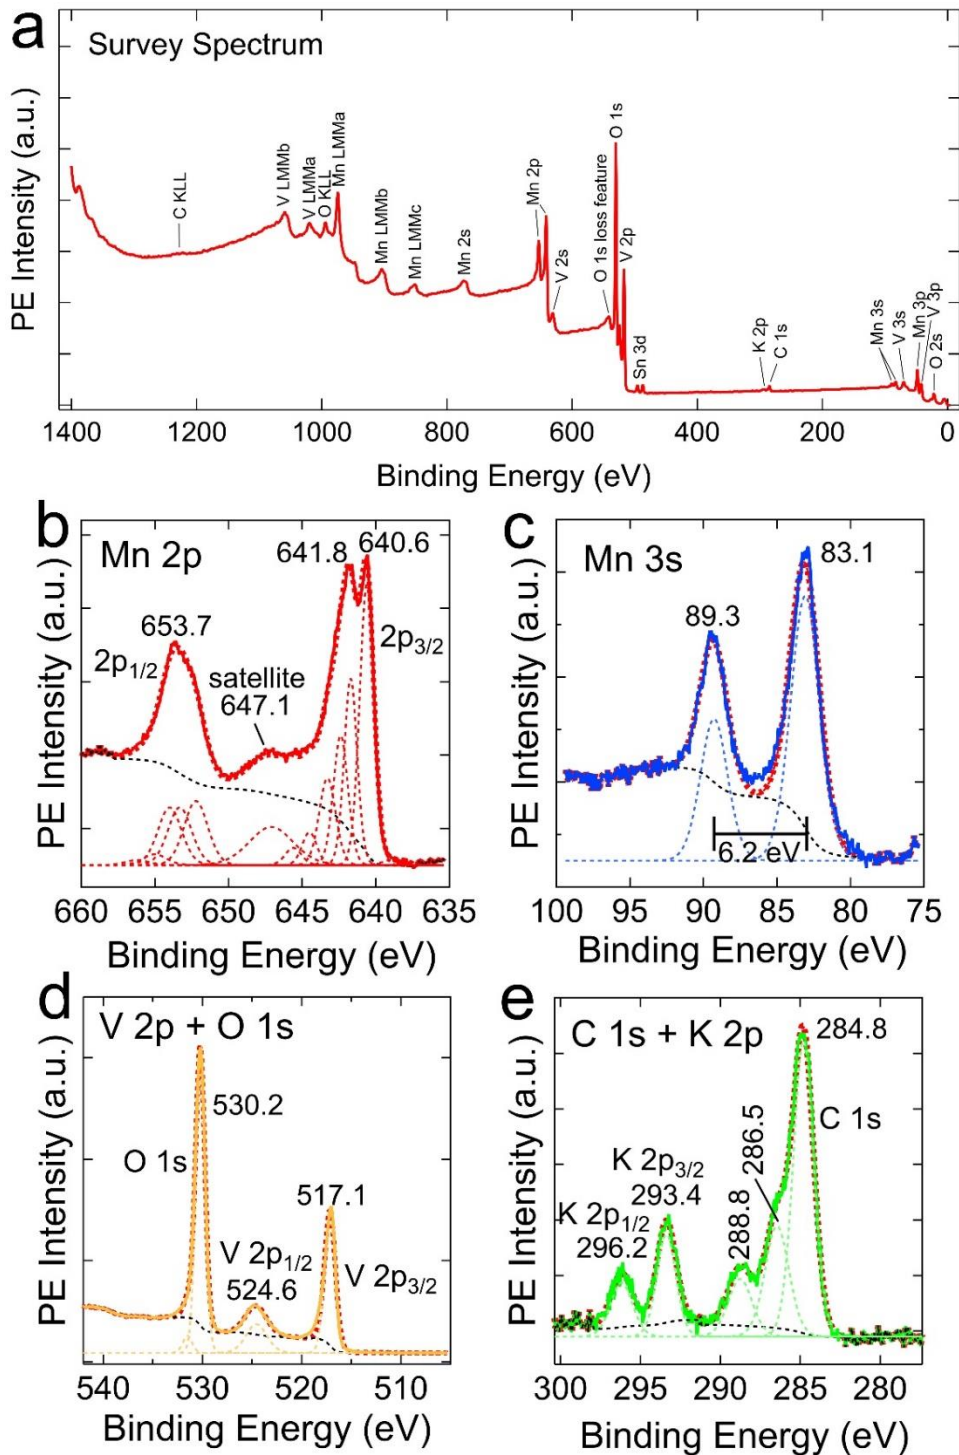 a
Survey Spectrum
PE Intensity (a.u.)
C KLL
V LMMb
V LMMa
O KLL
Mn LMMa
Mn LMMb
Mn LMMc
Mn 2s
Mn 2p
V 2s
O 1s loss feature
O 1s
V 2p
Sn 3d
K 2p
C 1s
Mn 3s
V 3s
Mn 3p
V 3p
O 2s
1400 1200 1000 800 600 400 200 0
Binding Energy (eV)
b
Mn 2p
PE Intensity (a.u.)
653.7
2p1/2
satellite
647.1
641.8
640.6
2p3/2
660 655 650 645 640 635
Binding Energy (eV)
c
Mn 3s
PE Intensity (a.u.)
89.3
83.1
6.2 eV
100 95 90 85 80 75
Binding Energy (eV)
d
V 2p + O 1s
PE Intensity (a.u.)
530.2
O 1s
V 2p1/2
524.6
517.1
V 2p3/2
540 530 520 510
Binding Energy (eV)
e
C 1s + K 2p
PE Intensity (a.u.)
K 2p1/2
296.2
K 2p3/2
293.4
288.8
286.5
284.8
C 1s
300 295 290 285 280
Binding Energy (eV)